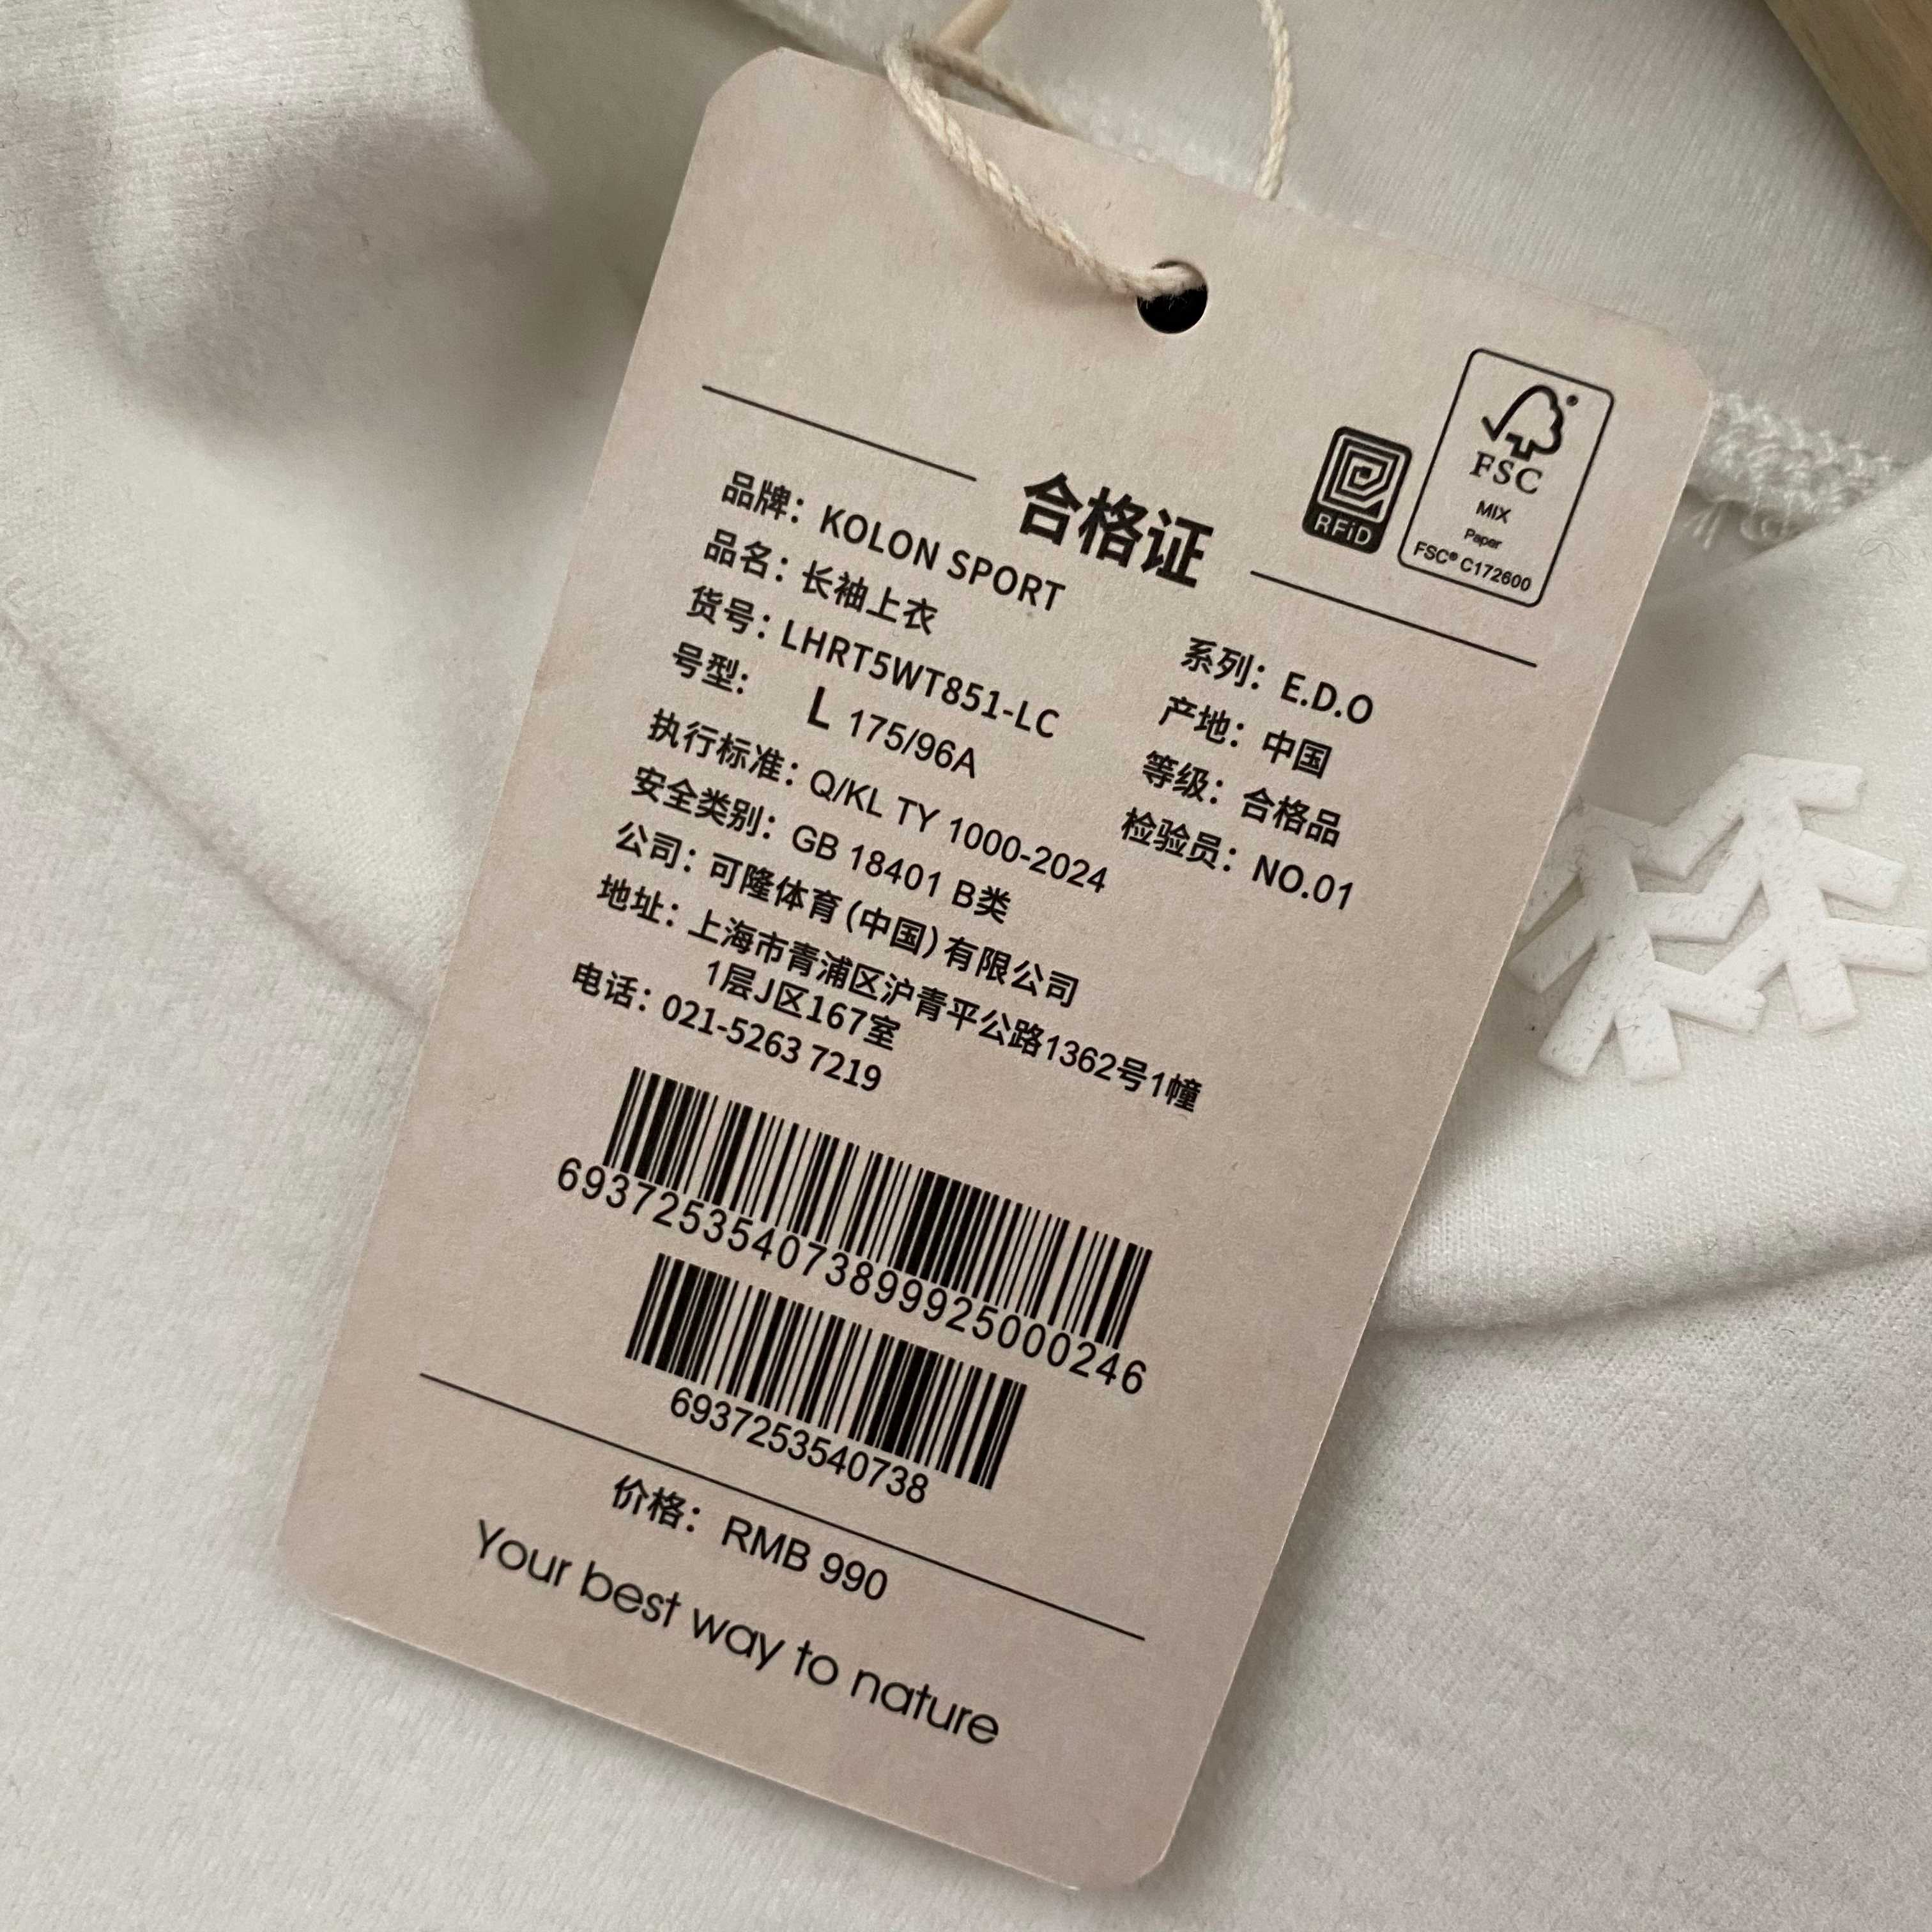 合格证
RFiD
FSC
MIX
Paper
FSC® C172600
品牌：KOLON SPORT
品名：长袖上衣
货号：LHRT5WT851-LC
号型： L 175/96A
执行标准：Q/KL TY 1000-2024
安全类别：GB 18401 B类
公司：可隆体育（中国）有限公司
地址：上海市青浦区沪青平公路1362号1幢
1层J区167室
电话：021-5263 7219
系列：E.D.O
产地：中国
等级：合格品
检验员：NO.01
693725354073899925000246
6937253540738
价格：RMB 990
Your best way to nature